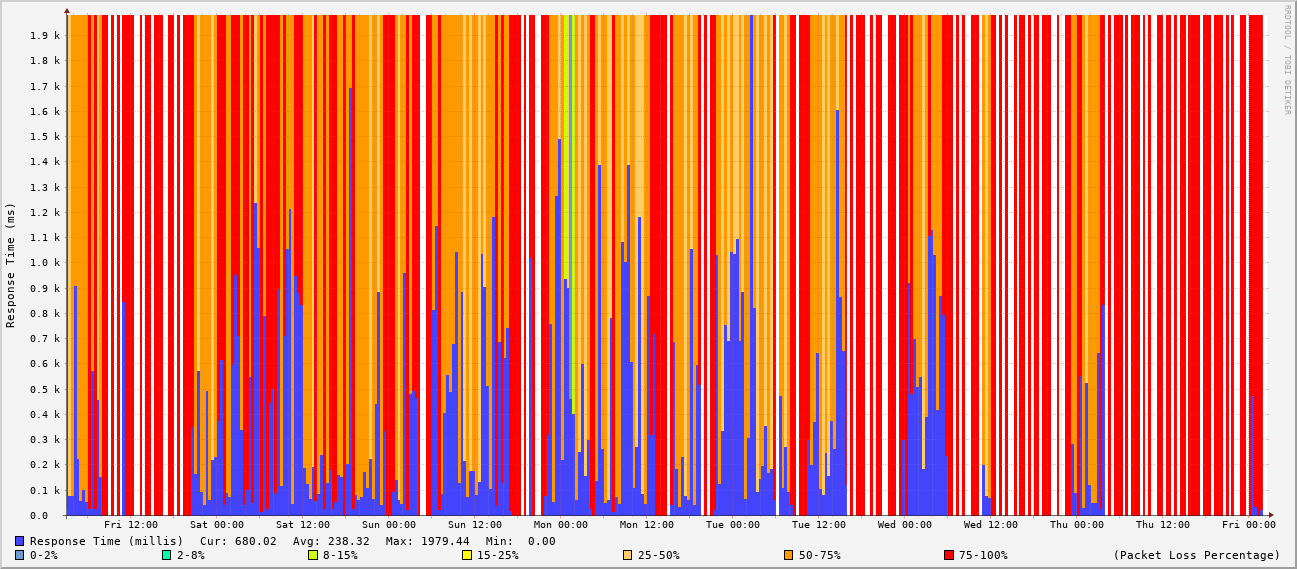 RRDTOOL / TOBI OETIKER
Response Time (ms)
1.9 k
1.8 k
1.7 k
1.6 k
1.5 k
1.4 k
1.3 k
1.2 k
1.1 k
1.0 k
0.9 k
0.8 k
0.7 k
0.6 k
0.5 k
0.4 k
0.3 k
0.2 k
0.1 k
0.0
Fri 12:00 Sat 00:00 Sat 12:00 Sun 00:00 Sun 12:00 Mon 00:00 Mon 12:00 Tue 00:00 Tue 12:00 Wed 00:00 Wed 12:00 Thu 00:00 Thu 12:00 Fri 00:00
Response Time (millis) Cur: 680.02 Avg: 238.32 Max: 1979.44 Min: 0.00
0-2% 2-8% 8-15% 15-25% 25-50% 50-75% 75-100% (Packet Loss Percentage)